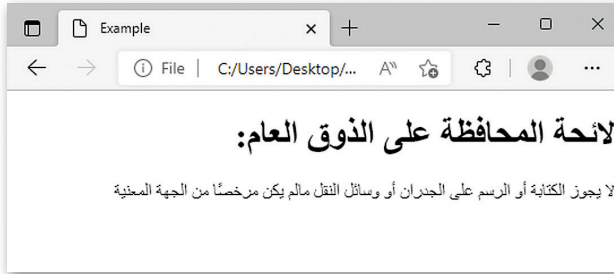 Example
File | C:/Users/Desktop/...
لائحة المحافظة على الذوق العام:
لا يجوز الكتابة أو الرسم على الجدران أو وسائل النقل مالم يكن مرخصًا من الجهة المعنية